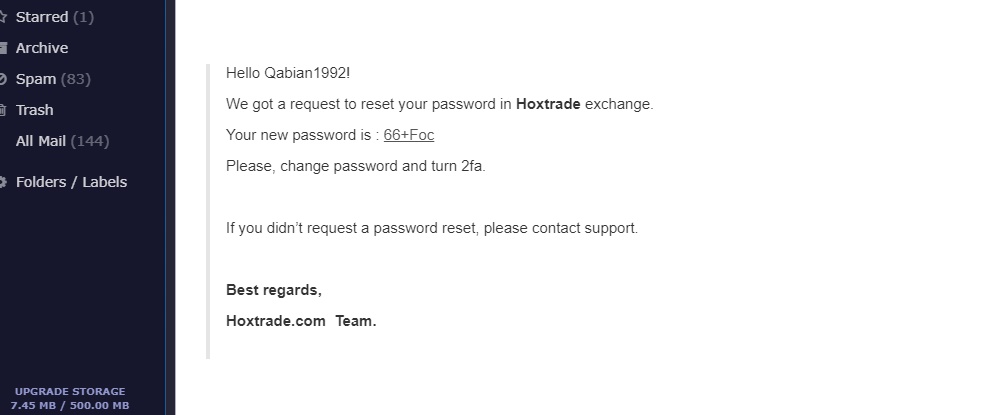 Starred (1)
Archive
Spam (83)
Trash
All Mail (144)
Folders / Labels
UPGRADE STORAGE
7.45 MB / 500.00 MB
Hello Qabian1992!
We got a request to reset your password in Hoxtrade exchange.
Your new password is : 66+Foc
Please, change password and turn 2fa.
If you didn’t request a password reset, please contact support.
Best regards,
Hoxtrade.com Team.